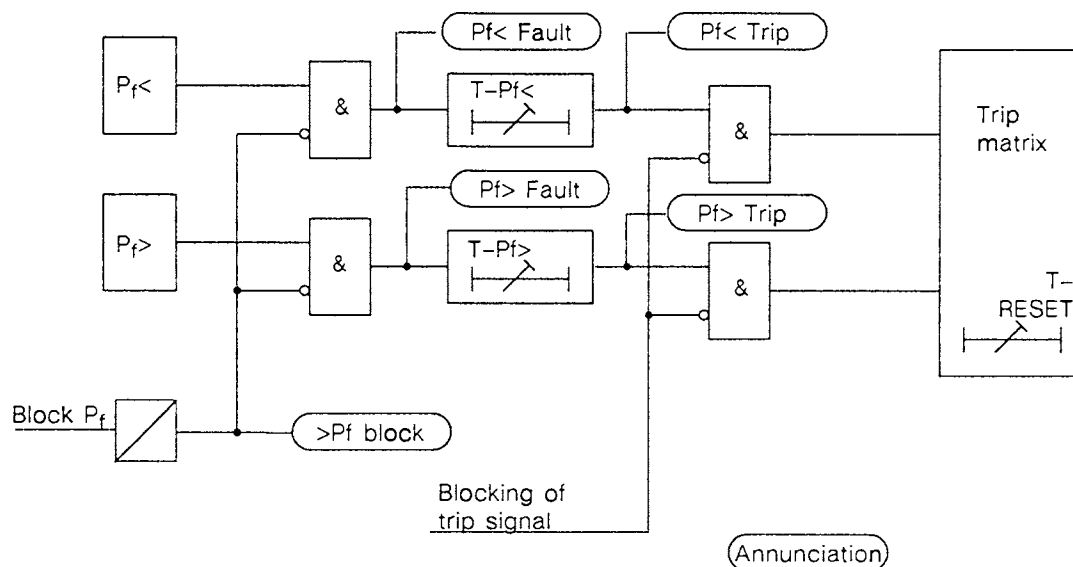 Pf< Fault
Pf< Trip
Pf<
&
T-Pf<
&
Trip
matrix
Pf> Fault
Pf> Trip
Pf>
&
T-Pf>
&
T-
RESET
Block Pf
>Pf block
Blocking of
trip signal
Annunciation